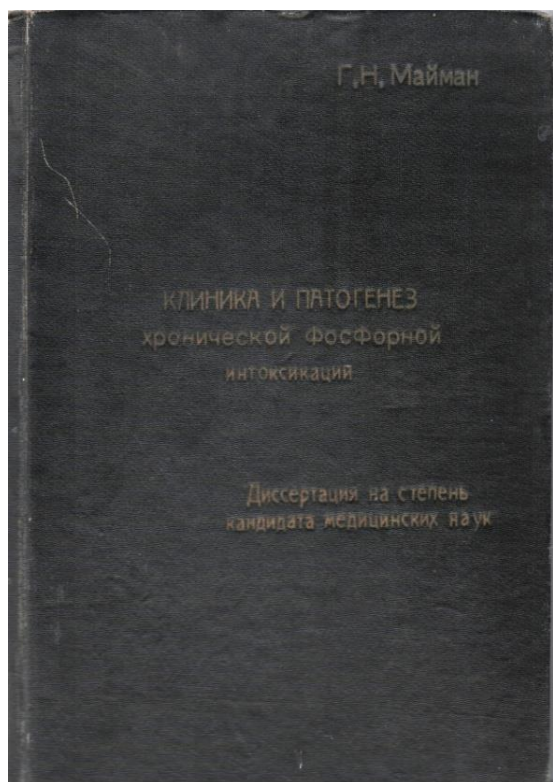 Г.Н. Майман
КЛИНИКА И ПАТОГЕНЕЗ
хронической фосфорной
интоксикаций
Диссертация на степень
кандидата медицинских наук